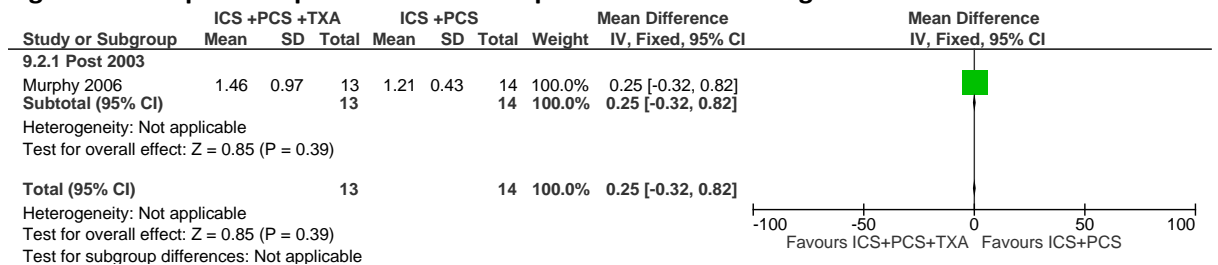 ICS +PCS +TXA ICS +PCS Mean Difference Mean Difference
Study or Subgroup Mean SD Total Mean SD Total Weight IV, Fixed, 95% CI IV, Fixed, 95% CI
9.2.1 Post 2003
Murphy 2006 1.46 0.97 13 1.21 0.43 14 100.0% 0.25 [-0.32, 0.82]
Subtotal (95% CI) 13 14 100.0% 0.25 [-0.32, 0.82]
Heterogeneity: Not applicable
Test for overall effect: Z = 0.85 (P = 0.39)
Total (95% CI) 13 14 100.0% 0.25 [-0.32, 0.82]
Heterogeneity: Not applicable
Test for overall effect: Z = 0.85 (P = 0.39)
Test for subgroup differences: Not applicable
-100 -50 0 50 100
Favours ICS+PCS+TXA Favours ICS+PCS